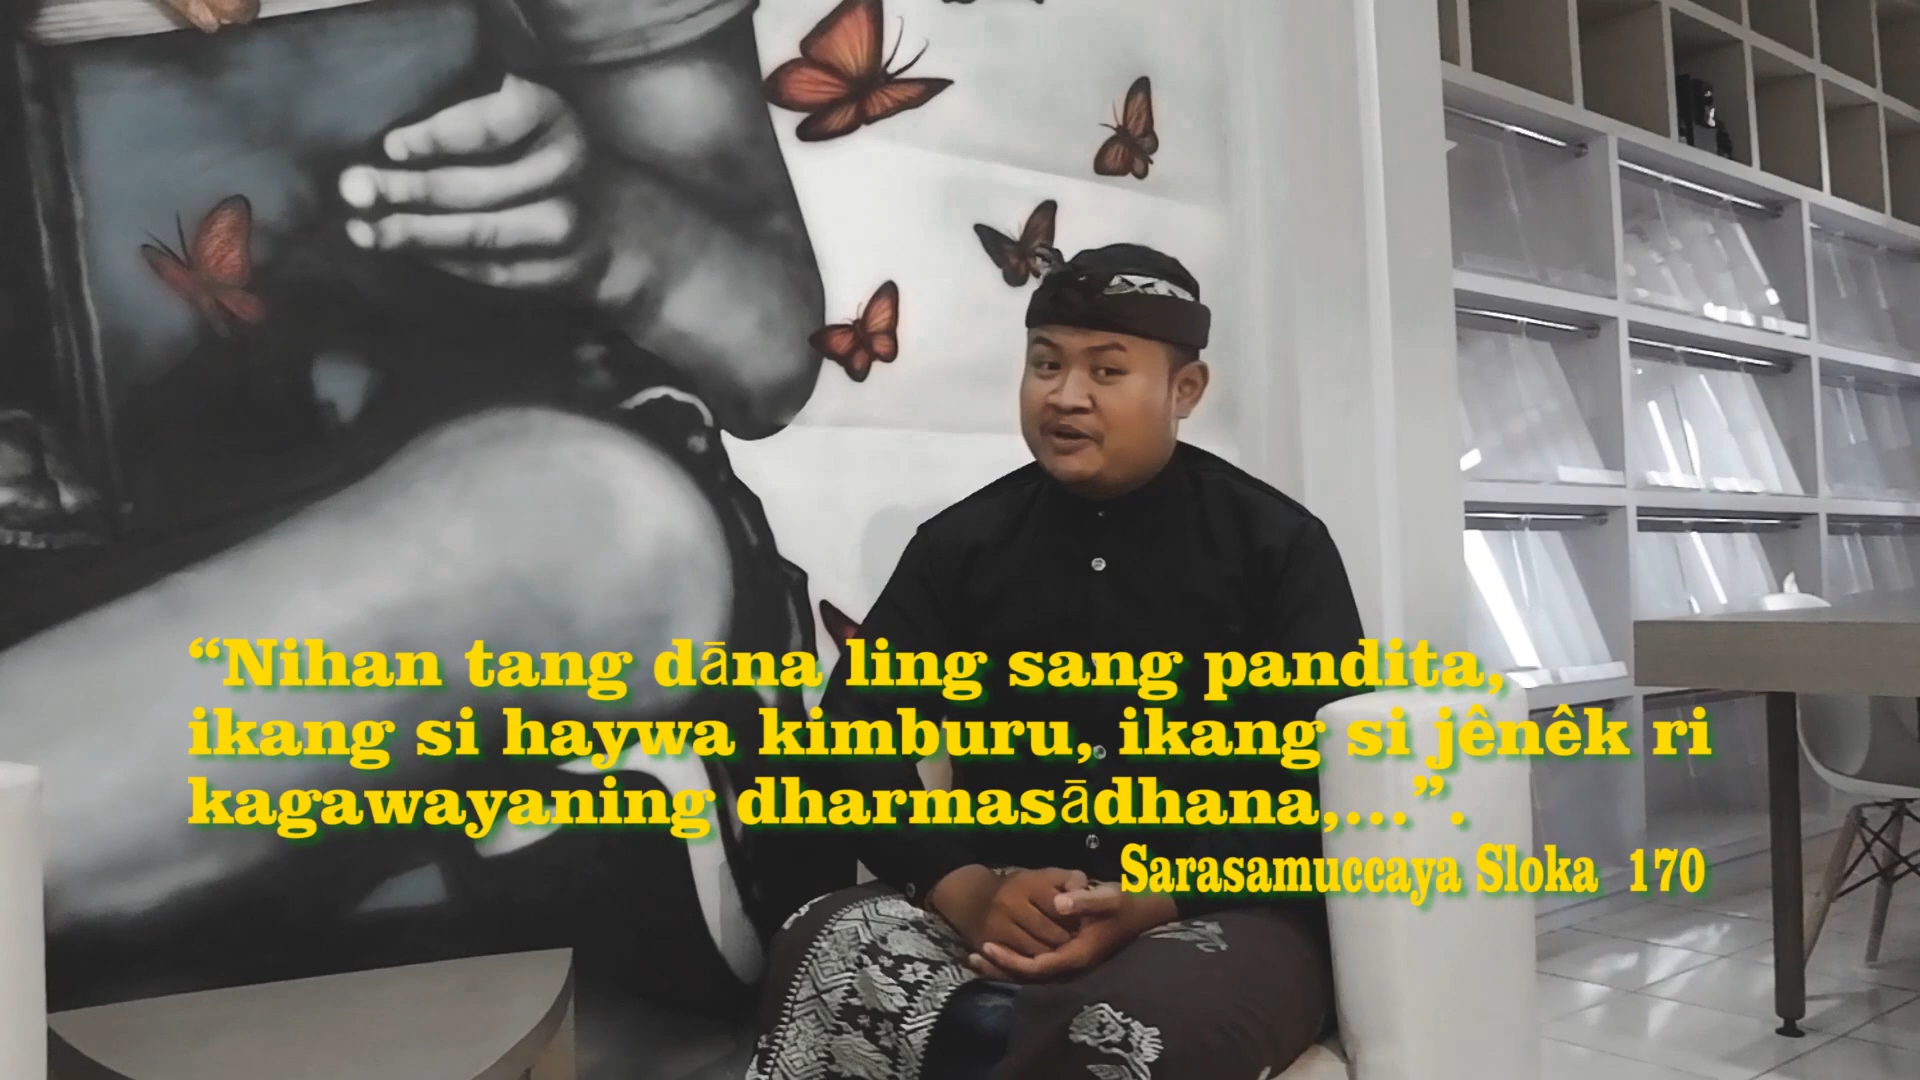 “Nihan tang dāna ling sang pandita,
ikang si haywa kimburu, ikang si jênêk ri
kagawayaning dharmasādhana,...”.
Sarasamuccaya Sloka 170